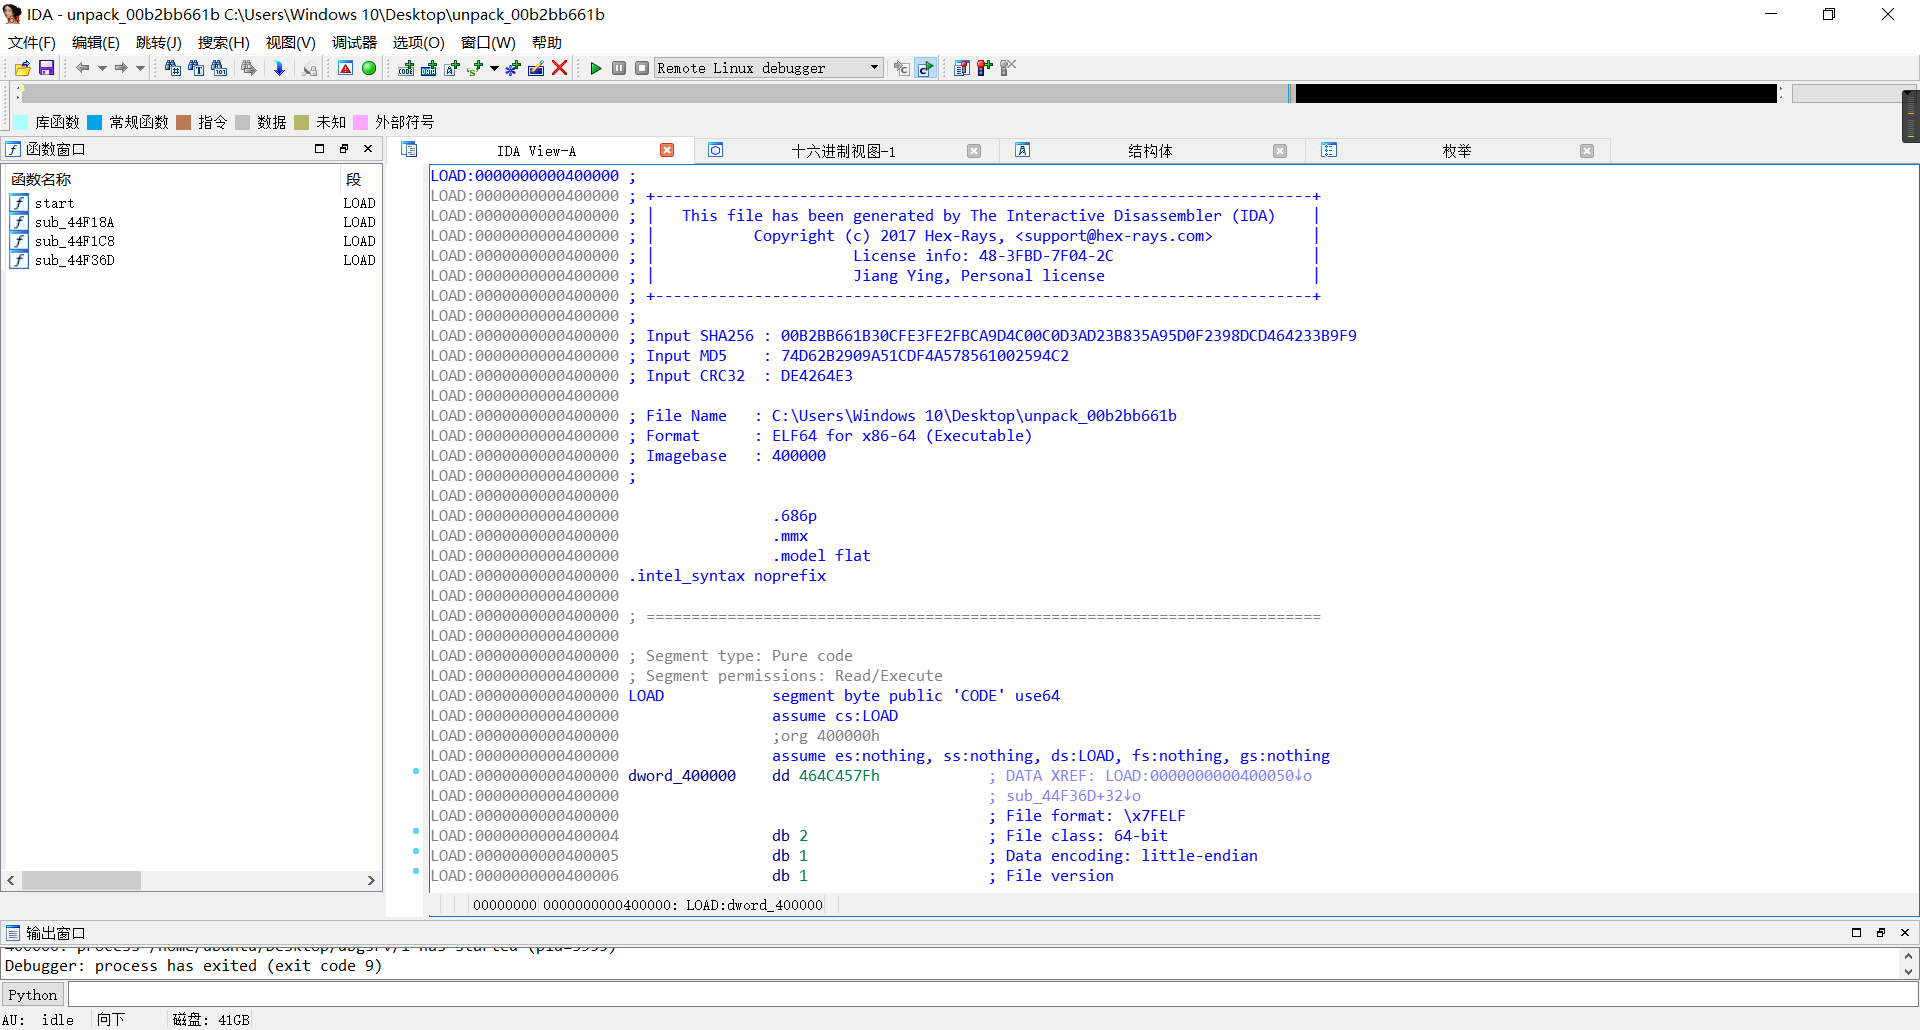 IDA - unpack_00b2bb661b C:\Users\Windows 10\Desktop\unpack_00b2bb661b
文件(F) 编辑(E) 跳转(J) 搜索(H) 视图(V) 调试器 选项(O) 窗口(W) 帮助
Remote Linux debugger
库函数 常规函数 指令 数据 未知 外部符号
函数窗口
函数名称 段
start LOAD
sub_44F18A LOAD
sub_44F1C8 LOAD
sub_44F36D LOAD
IDA View-A 十六进制视图-1 结构体 枚举
LOAD:0000000000400000 ;
LOAD:0000000000400000 ; +-------------------------------------------------------------------------+
LOAD:0000000000400000 ; |   This file has been generated by The Interactive Disassembler (IDA)    |
LOAD:0000000000400000 ; |           Copyright (c) 2017 Hex-Rays, <support@hex-rays.com>           |
LOAD:0000000000400000 ; |                      License info: 48-3FBD-7F04-2C                      |
LOAD:0000000000400000 ; |                      Jiang Ying, Personal license                       |
LOAD:0000000000400000 ; +-------------------------------------------------------------------------+
LOAD:0000000000400000 ;
LOAD:0000000000400000 ; Input SHA256 : 00B2BB661B30CFE3FE2FBCA9D4C00C0D3AD23B835A95D0F2398DCD464233B9F9
LOAD:0000000000400000 ; Input MD5    : 74D62B2909A51CDF4A578561002594C2
LOAD:0000000000400000 ; Input CRC32  : DE4264E3
LOAD:0000000000400000
LOAD:0000000000400000 ; File Name   : C:\Users\Windows 10\Desktop\unpack_00b2bb661b
LOAD:0000000000400000 ; Format      : ELF64 for x86-64 (Executable)
LOAD:0000000000400000 ; Imagebase   : 400000
LOAD:0000000000400000 ;
LOAD:0000000000400000
LOAD:0000000000400000                 .686p
LOAD:0000000000400000                 .mmx
LOAD:0000000000400000                 .model flat
LOAD:0000000000400000 .intel_syntax noprefix
LOAD:0000000000400000
LOAD:0000000000400000 ; ===========================================================================
LOAD:0000000000400000
LOAD:0000000000400000 ; Segment type: Pure code
LOAD:0000000000400000 ; Segment permissions: Read/Execute
LOAD:0000000000400000 LOAD            segment byte public 'CODE' use64
LOAD:0000000000400000                 assume cs:LOAD
LOAD:0000000000400000                 ;org 400000h
LOAD:0000000000400000                 assume es:nothing, ss:nothing, ds:LOAD, fs:nothing, gs:nothing
LOAD:0000000000400000 dword_400000    dd 464C457Fh            ; DATA XREF: LOAD:0000000000400050↓o
LOAD:0000000000400000                                         ; sub_44F36D+32↓o
LOAD:0000000000400000                                         ; File format: \x7FELF
LOAD:0000000000400004                 db 2                    ; File class: 64-bit
LOAD:0000000000400005                 db 1                    ; Data encoding: little-endian
LOAD:0000000000400006                 db 1                    ; File version
00000000 0000000000400000: LOAD:dword_400000
输出窗口
400000: process /home/ubuntu/Desktop/dbgsrv/1 has started (pid=5999)
Debugger: process has exited (exit code 9)
Python
AU: idle 向下 磁盘: 41GB